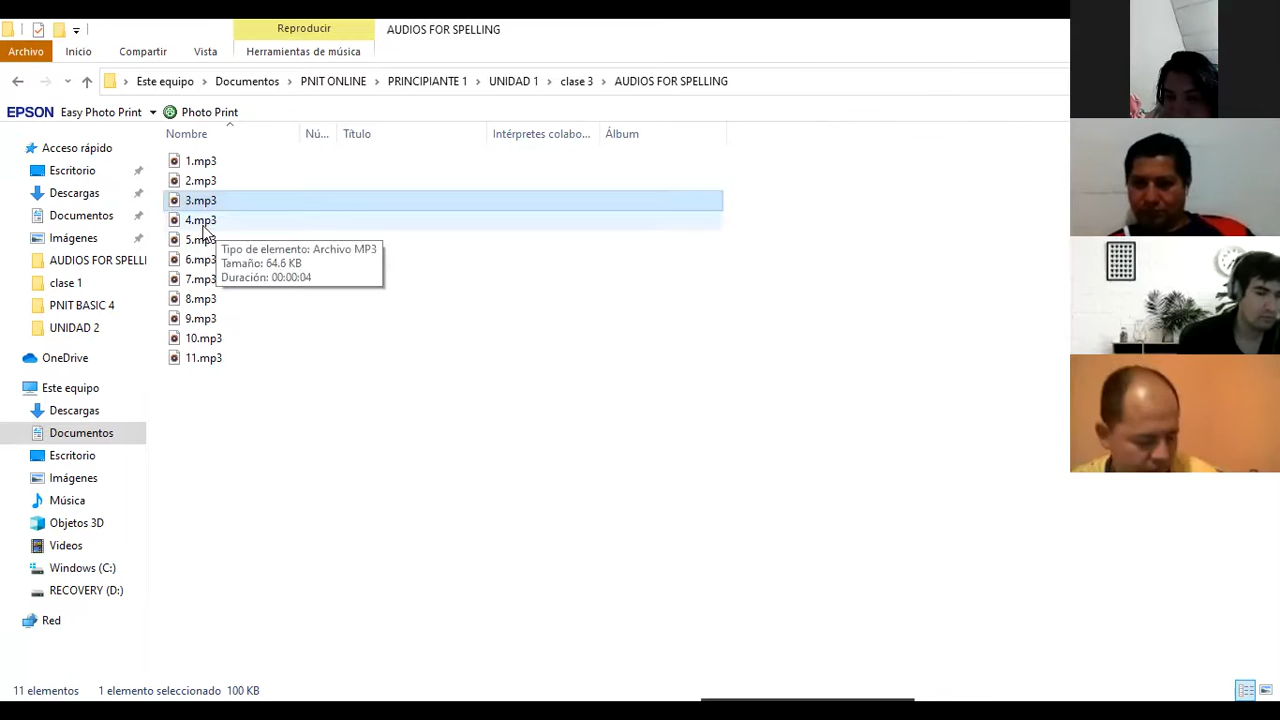 Reproducir
AUDIOS FOR SPELLING
Archivo Inicio Compartir Vista Herramientas de música
Este equipo Documentos PNIT ONLINE PRINCIPIANTE 1 UNIDAD 1 clase 3 AUDIOS FOR SPELLING
EPSON Easy Photo Print Photo Print
Nombre Nú... Título Intérpretes colabo... Álbum
Acceso rápido
Escritorio
Descargas
Documentos
Imágenes
AUDIOS FOR SPELLI
clase 1
PNIT BASIC 4
UNIDAD 2
OneDrive
Este equipo
Descargas
Documentos
Escritorio
Imágenes
Música
Objetos 3D
Videos
Windows (C:)
RECOVERY (D:)
Red
1.mp3
2.mp3
3.mp3
4.mp3
5.mp3
6.mp3
7.mp3
8.mp3
9.mp3
10.mp3
11.mp3
Tipo de elemento: Archivo MP3
Tamaño: 64.6 KB
Duración: 00:00:04
11 elementos 1 elemento seleccionado 100 KB